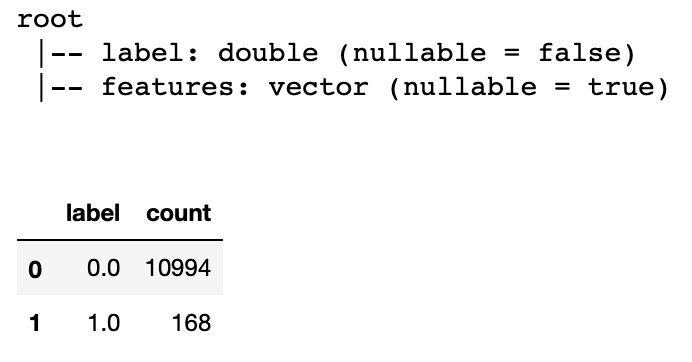 root
 |-- label: double (nullable = false)
 |-- features: vector (nullable = true)
label count
0 0.0 10994
1 1.0 168